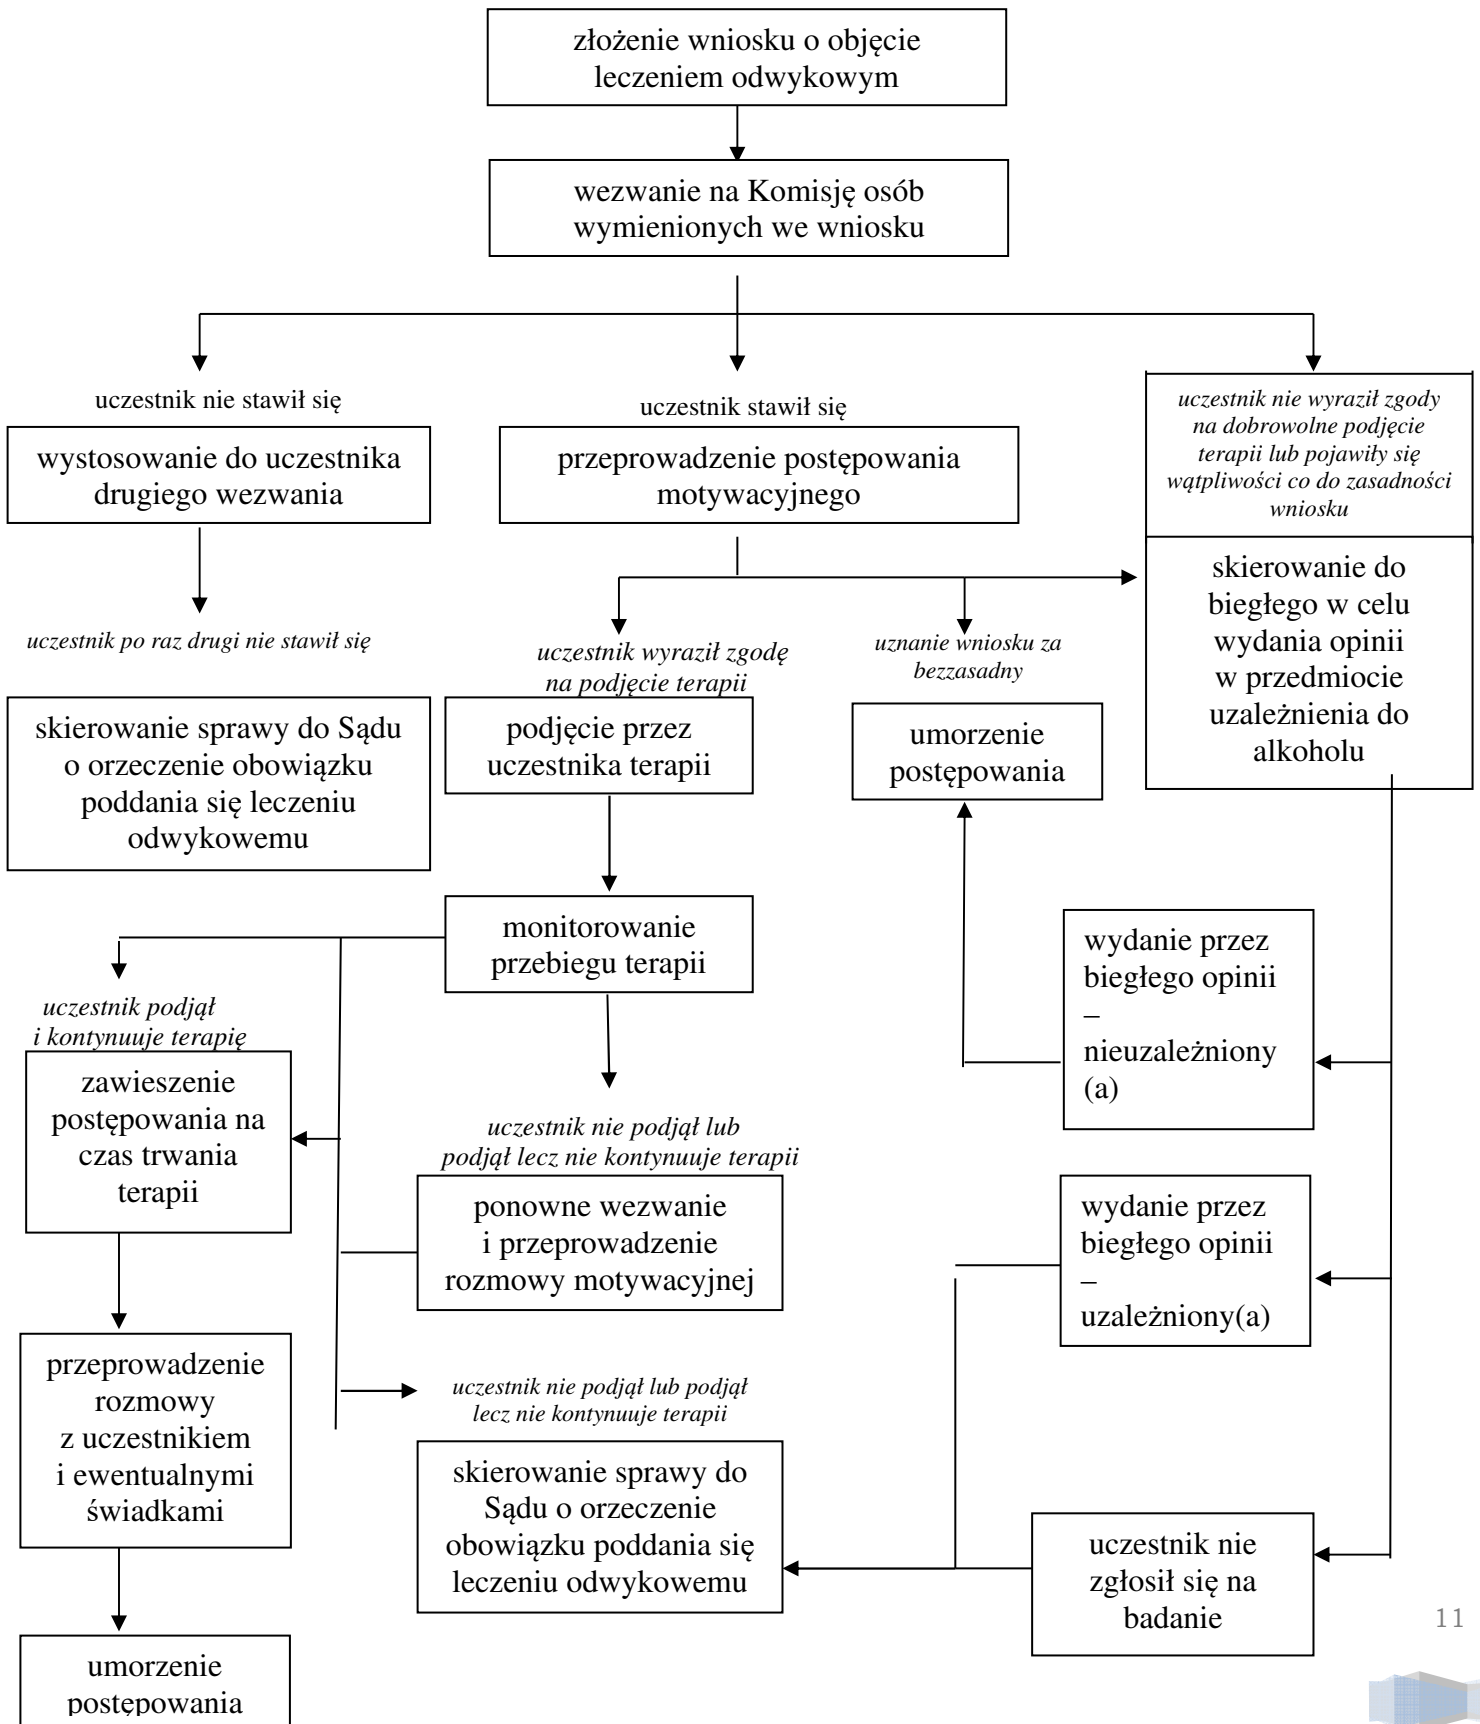 złożenie wniosku o objęcie
leczeniem odwykowym
wezwanie na Komisję osób
wymienionych we wniosku
uczestnik nie stawił się
wystosowanie do uczestnika
drugiego wezwania
uczestnik stawił się
przeprowadzenie postępowania
motywacyjnego
uczestnik nie wyraził zgody
na dobrowolne podjęcie
terapii lub pojawiły się
wątpliwości co do zasadności
wniosku
skierowanie do
biegłego w celu
wydania opinii
w przedmiocie
uzależnienia do
alkoholu
uczestnik po raz drugi nie stawił się
skierowanie sprawy do Sądu
o orzeczenie obowiązku
poddania się leczeniu
odwykowemu
uczestnik wyraził zgodę
na podjęcie terapii
podjęcie przez
uczestnika terapii
uznanie wniosku za
bezzasadny
umorzenie
postępowania
monitorowanie
przebiegu terapii
wydanie przez
biegłego opinii
–
nieuzależniony
(a)
uczestnik podjął
i kontynuuje terapię
zawieszenie
postępowania na
czas trwania
terapii
uczestnik nie podjął lub
podjął lecz nie kontynuuje terapii
ponowne wezwanie
i przeprowadzenie
rozmowy motywacyjnej
wydanie przez
biegłego opinii
–
uzależniony(a)
przeprowadzenie
rozmowy
z uczestnikiem
i ewentualnymi
świadkami
uczestnik nie podjął lub podjął
lecz nie kontynuuje terapii
skierowanie sprawy do
Sądu o orzeczenie
obowiązku poddania się
leczeniu odwykowemu
uczestnik nie
zgłosił się na
badanie
umorzenie
postępowania
11